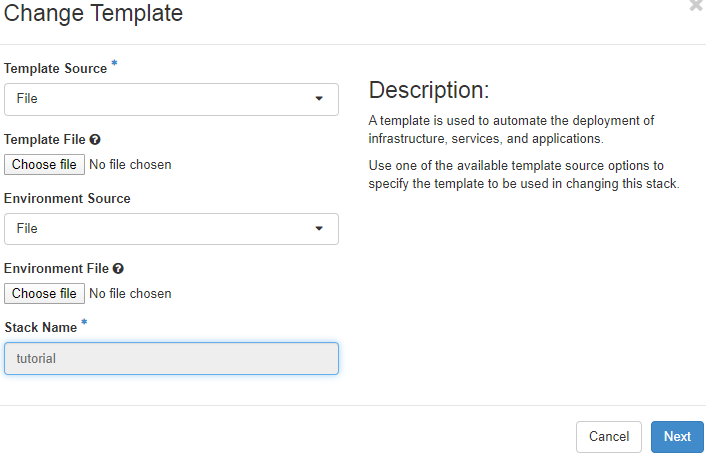 Change Template
×
Template Source *
File
Template File ?
Choose file No file chosen
Environment Source
File
Environment File ?
Choose file No file chosen
Stack Name *
tutorial
Description:
A template is used to automate the deployment of
infrastructure, services, and applications.
Use one of the available template source options to
specify the template to be used in changing this stack.
Cancel
Next